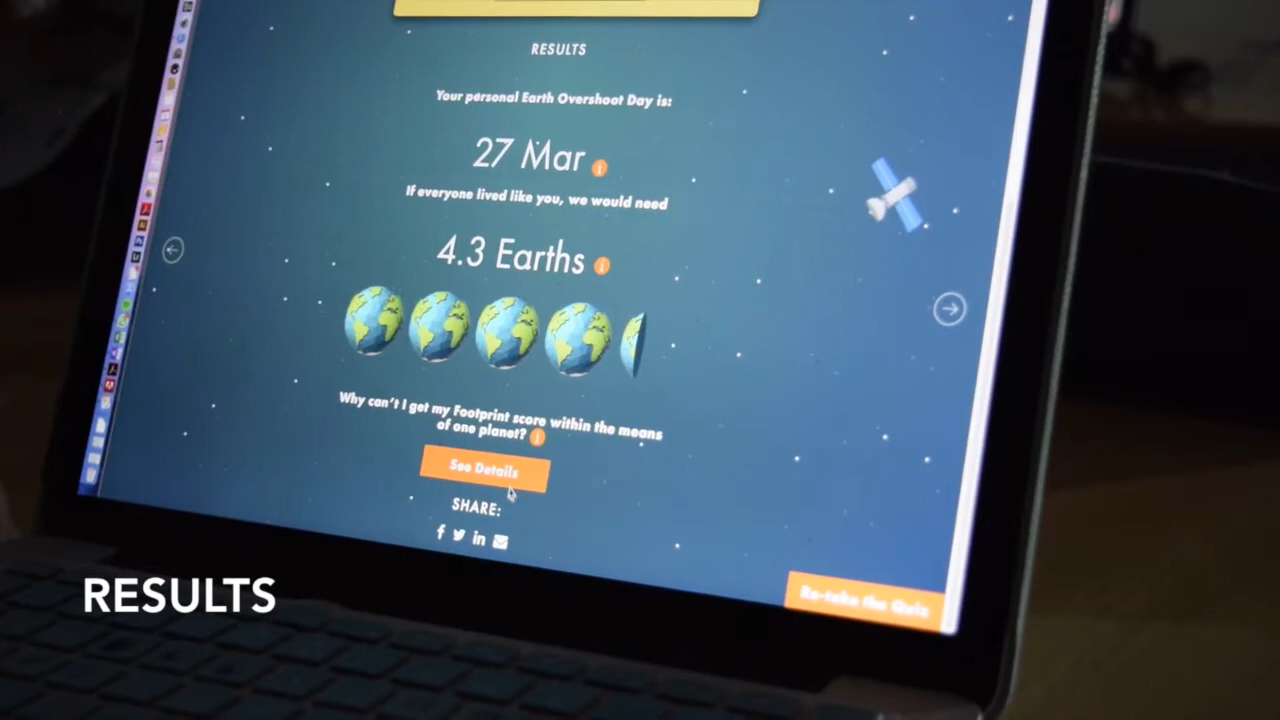 RESULTS
Your personal Earth Overshoot Day is:
27 Mar i
If everyone lived like you, we would need
4.3 Earths i
Why can't I get my Footprint score within the means
of one planet? i
See Details
SHARE:
f in
Re-take the Quiz
RESULTS